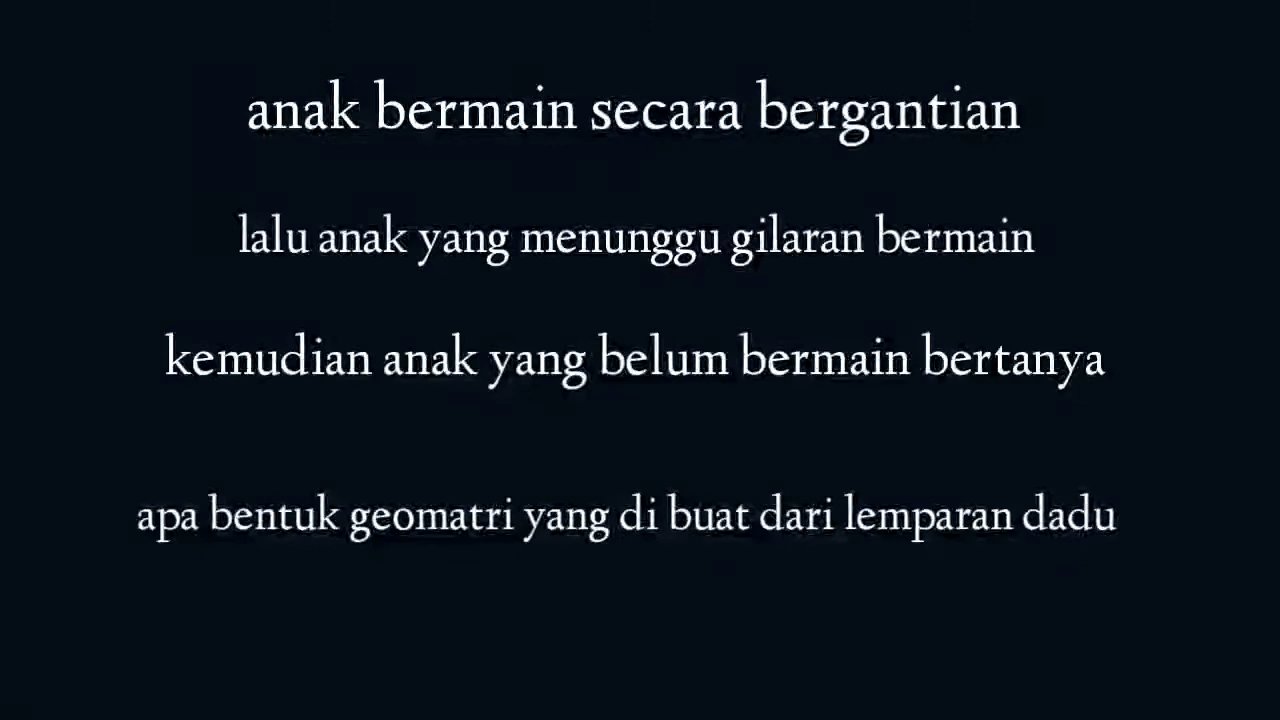 anak bermain secara bergantian
lalu anak yang menunggu gilaran bermain
kemudian anak yang belum bermain bertanya
apa bentuk geomatri yang di buat dari lemparan dadu